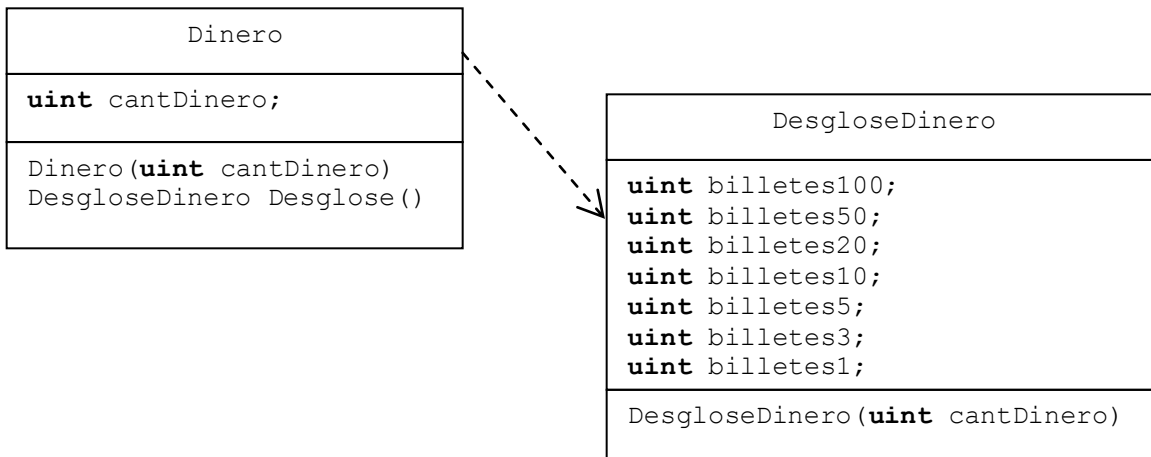 Dinero
uint cantDinero;
Dinero(uint cantDinero)
DesgloseDinero Desglose()
DesgloseDinero
uint billetes100;
uint billetes50;
uint billetes20;
uint billetes10;
uint billetes5;
uint billetes3;
uint billetes1;
DesgloseDinero(uint cantDinero)